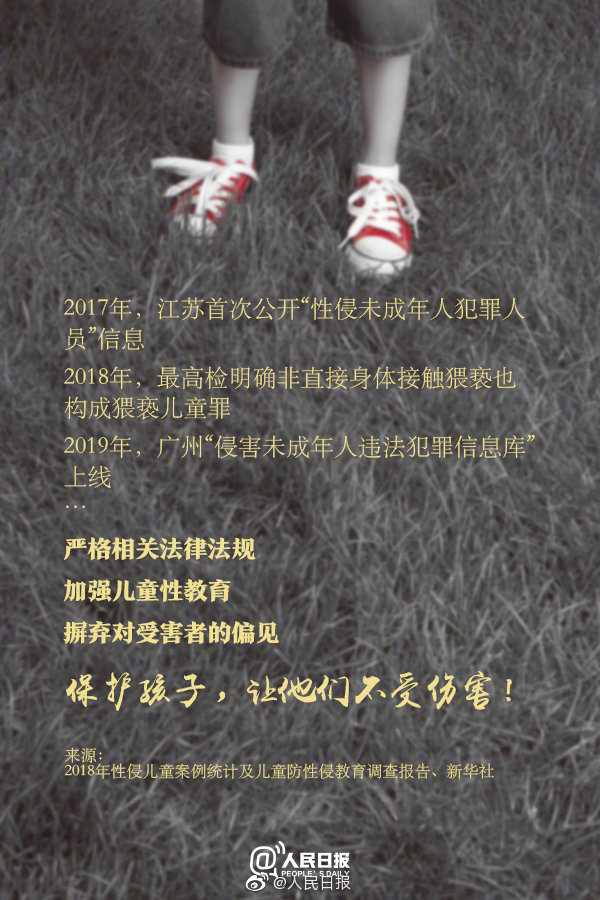 2017年，江苏首次公开“性侵未成年人犯罪人
员”信息
2018年，最高检明确非直接身体接触猥亵也
构成猥亵儿童罪
2019年，广州“侵害未成年人违法犯罪信息库”
上线
…
严格相关法律法规
加强儿童性教育
摒弃对受害者的偏见
保护孩子，让他们不受伤害！
来源：
2018年性侵儿童案例统计及儿童防性侵教育调查报告、新华社
@人民日报
PEOPLE'S DAILY
@人民日报